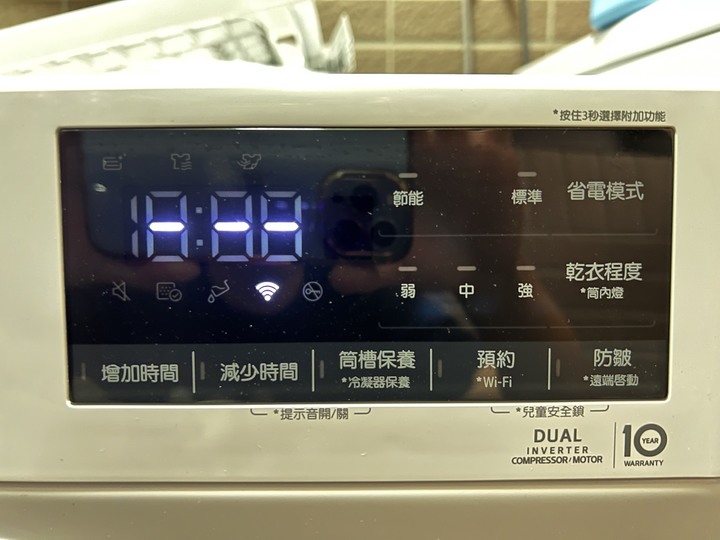 *按住3秒選擇附加功能
節能 標準 省電模式
- - -
乾衣程度
弱 中 強 *筒內燈
增加時間 減少時間 筒槽保養 預約 防皺
*冷凝器保養 *Wi-Fi *遠端啓動
*提示音開/關 *兒童安全鎖
DUAL
INVERTER
COMPRESSOR/MOTOR
10 YEAR
WARRANTY